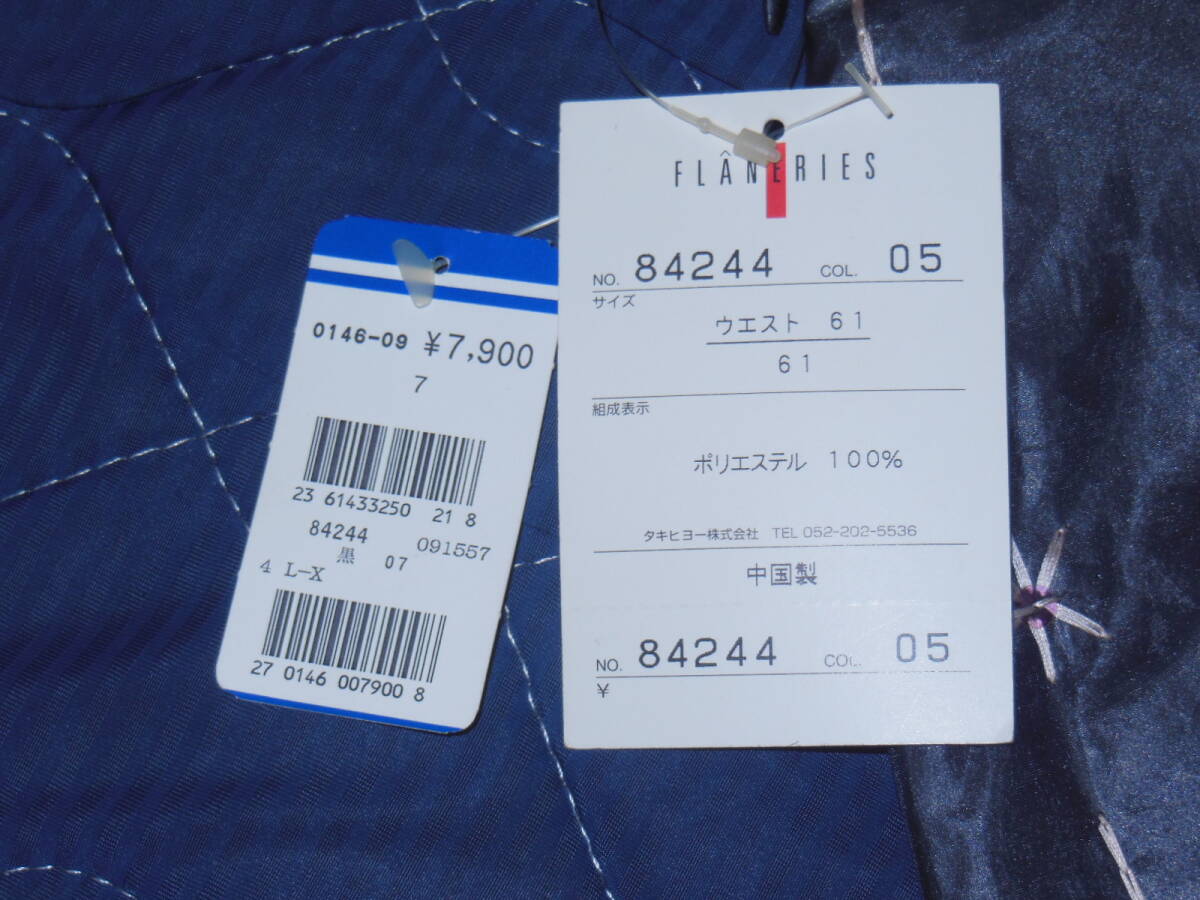 0146-09 ¥7,900
7
23 61433250 21 8
84244 091557
黒 07
4 L-X
27 0146 007900 8
FLÂNERIES
NO. 84244 COL. 05
サイズ
ウエスト 61
61
組成表示
ポリエステル 100%
タキヒヨー株式会社 TEL 052-202-5536
中国製
NO. 84244 COL. 05
¥